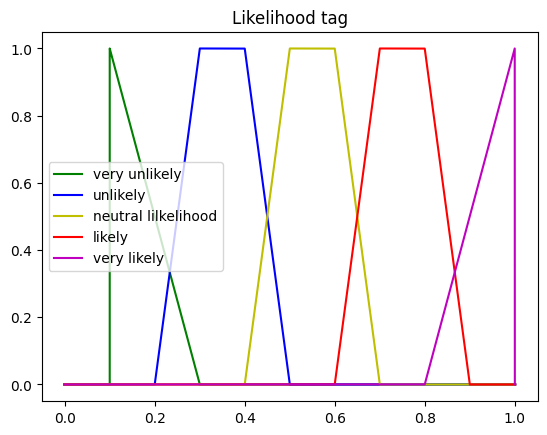 Likelihood tag
1.0
0.8
0.6
0.4
0.2
0.0
very unlikely
unlikely
neutral lilkelihood
likely
very likely
0.0 0.2 0.4 0.6 0.8 1.0